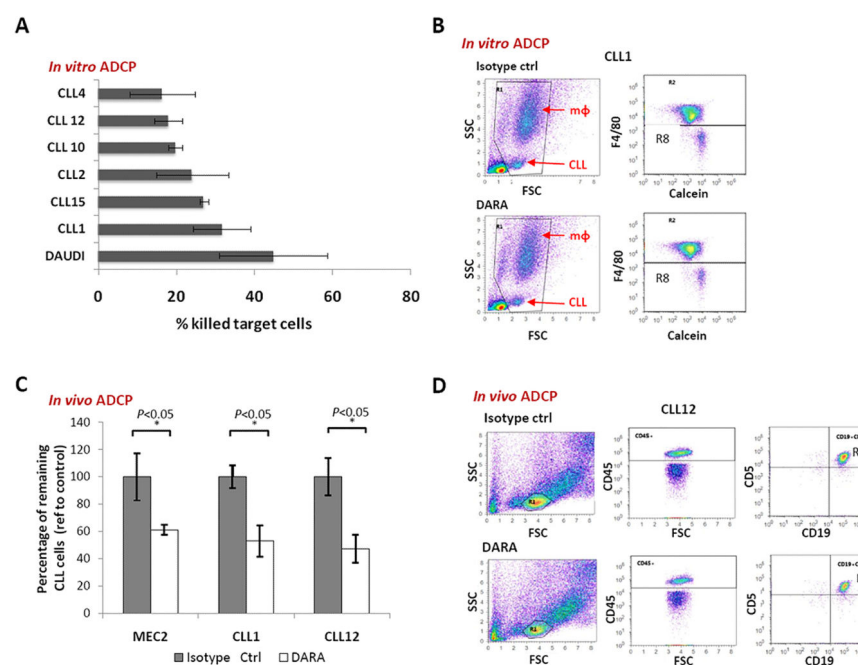 A
In vitro ADCP
CLL4
CLL 12
CLL 10
CLL2
CLL15
CLL1
DAUDI
0 20 40 60 80 100
% killed target cells
B
In vitro ADCP
CLL1
Isotype ctrl
R1
mϕ
CLL
SSC
FSC
R2
R8
F4/80
Calcein
DARA
R1
mϕ
CLL
SSC
FSC
R2
R8
F4/80
Calcein
C
In vivo ADCP
P<0.05 P<0.05 P<0.05
* * *
140
120
100
80
60
40
20
0
Percentage of remaining
CLL cells (ref to control)
MEC2 CLL1 CLL12
Isotype Ctrl DARA
D
In vivo ADCP
CLL12
Isotype ctrl
R1
SSC
FSC
CD45+
CD45
FSC
CD5
CD19
DARA
R1
SSC
FSC
CD45+
CD45
FSC
CD5
CD19